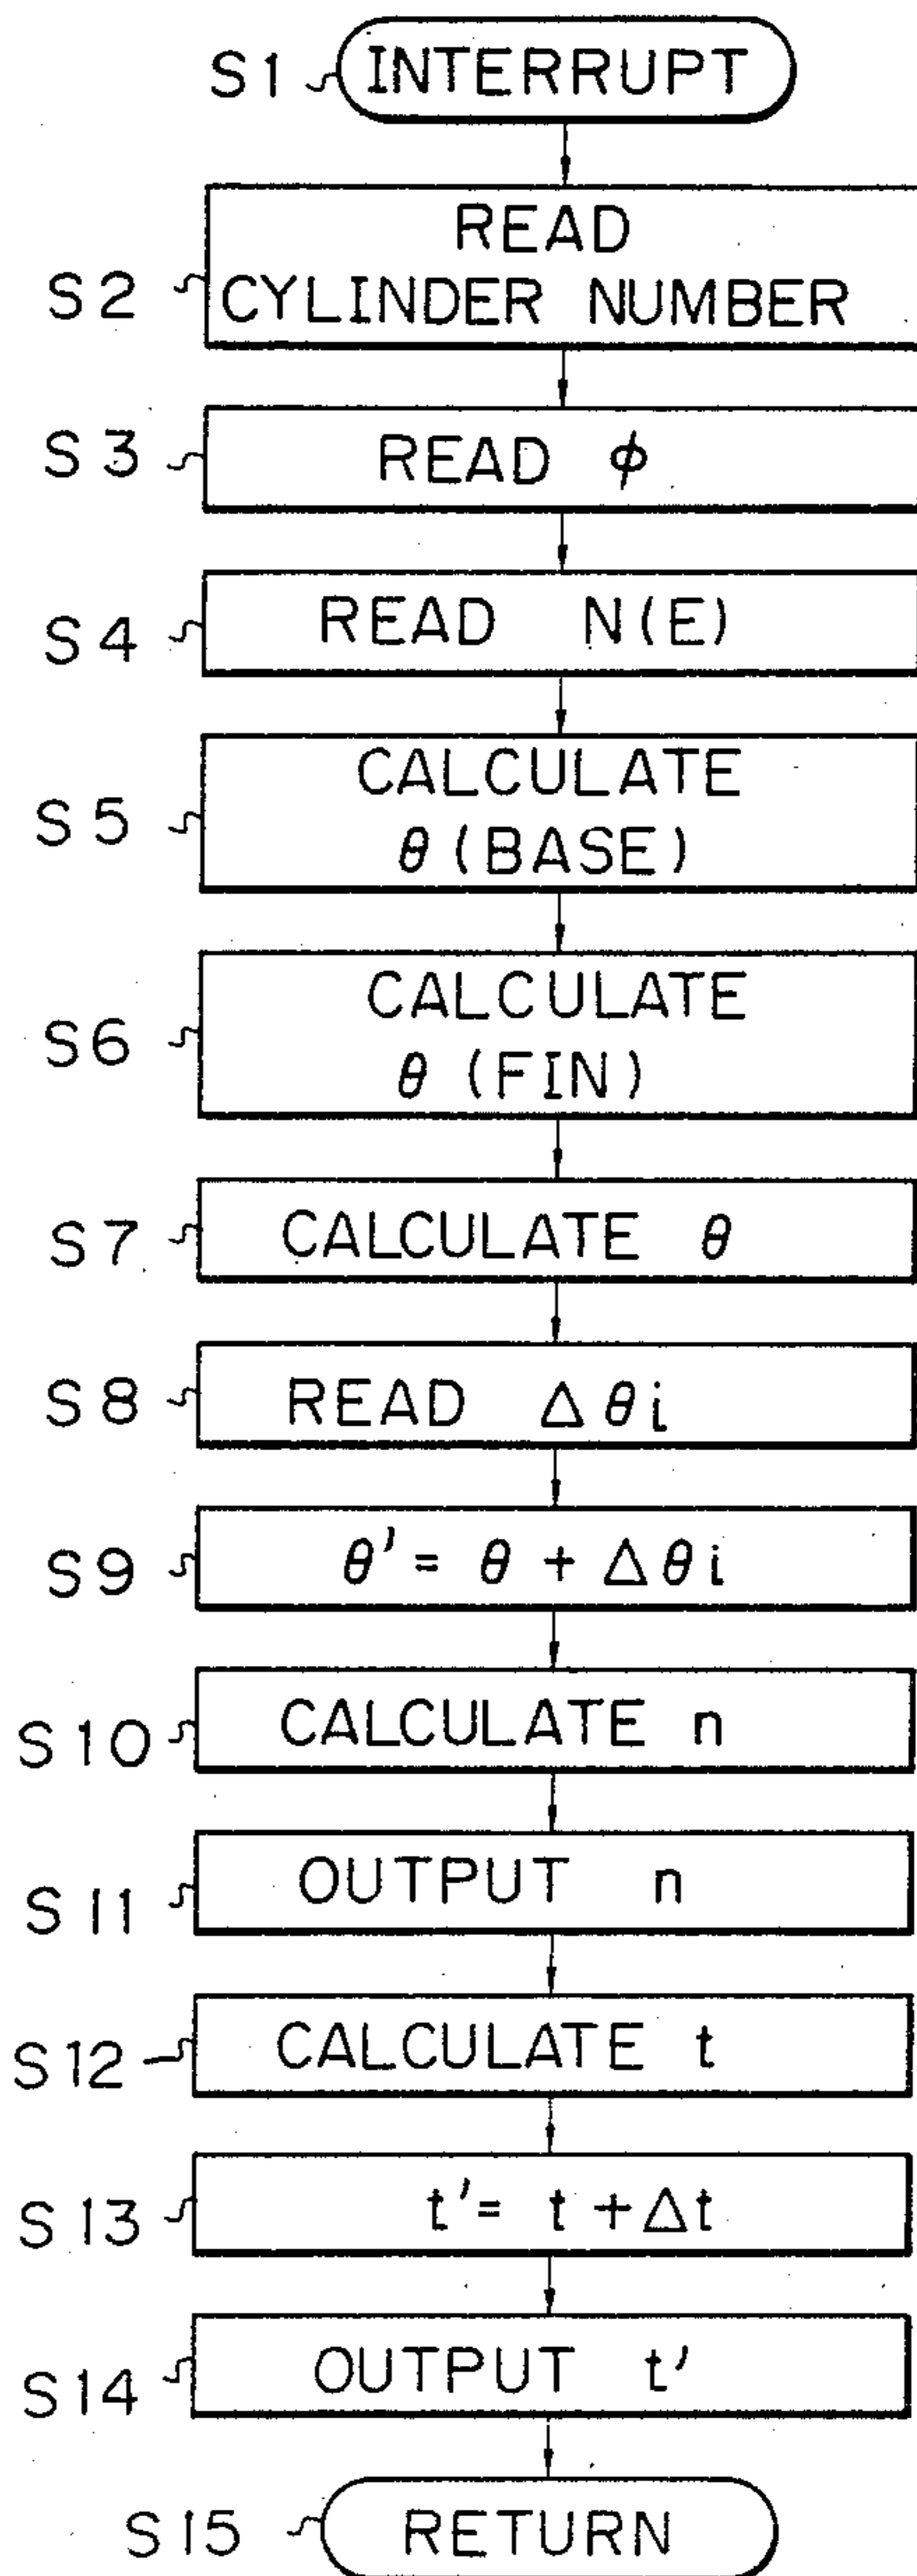 S1 INTERRUPT
READ
S2 CYLINDER NUMBER
S3 READ φ
S4 READ N(E)
CALCULATE
S5 θ (BASE)
CALCULATE
S6 θ (FIN)
S7 CALCULATE θ
S8 READ Δθi
S9 θ' = θ + Δθi
S10 CALCULATE n
S11 OUTPUT n
S12 CALCULATE t
S13 t' = t + Δt
S14 OUTPUT t'
S15 RETURN